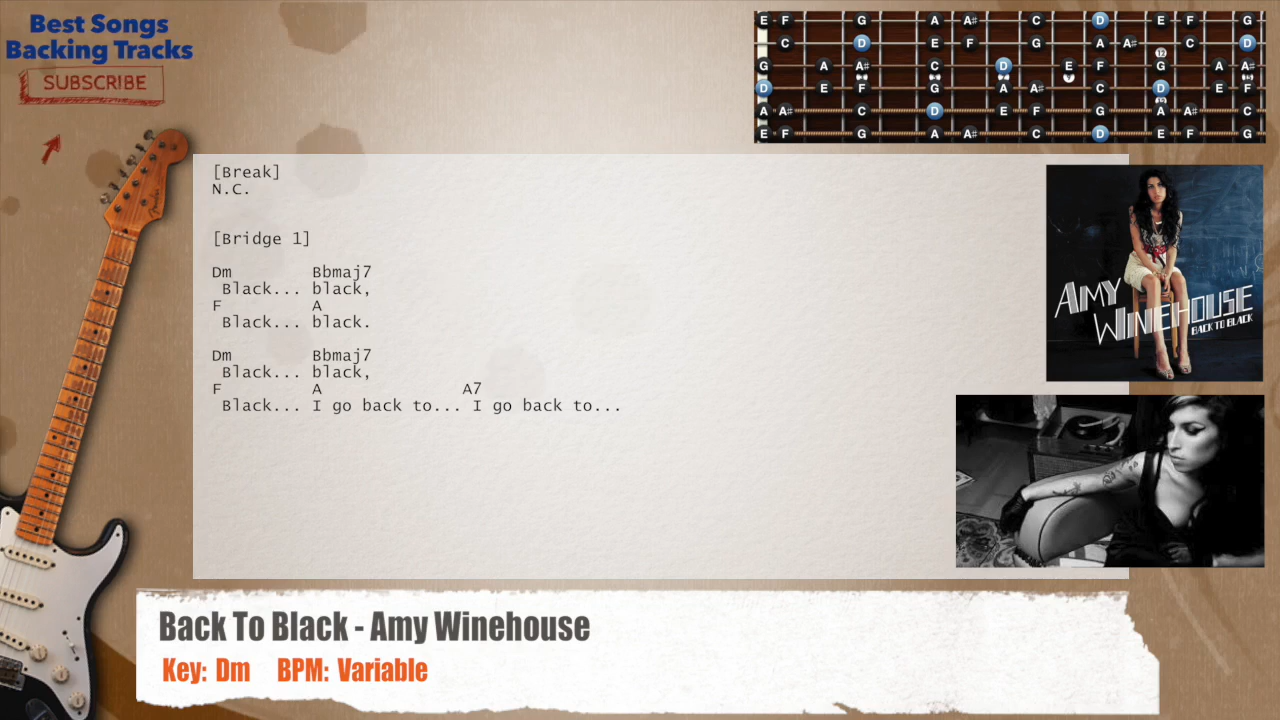 Best Songs
Backing Tracks
SUBSCRIBE
E F G A A# C D E F G
C D E F G A A# C D
G A A# C D E F G A A#
D E F G A A# C D E F
A A# C D E F G A A# C
E F G A A# C D E F G
[Break]
N.C.
[Bridge 1]
Dm Bbmaj7
Black... black,
F A
Black... black.
Dm Bbmaj7
Black... black,
F A A7
Black... I go back to... I go back to...
Fender
AMY
WINEHOUSE
BACK TO BLACK
Back To Black - Amy Winehouse
Key: Dm BPM: Variable